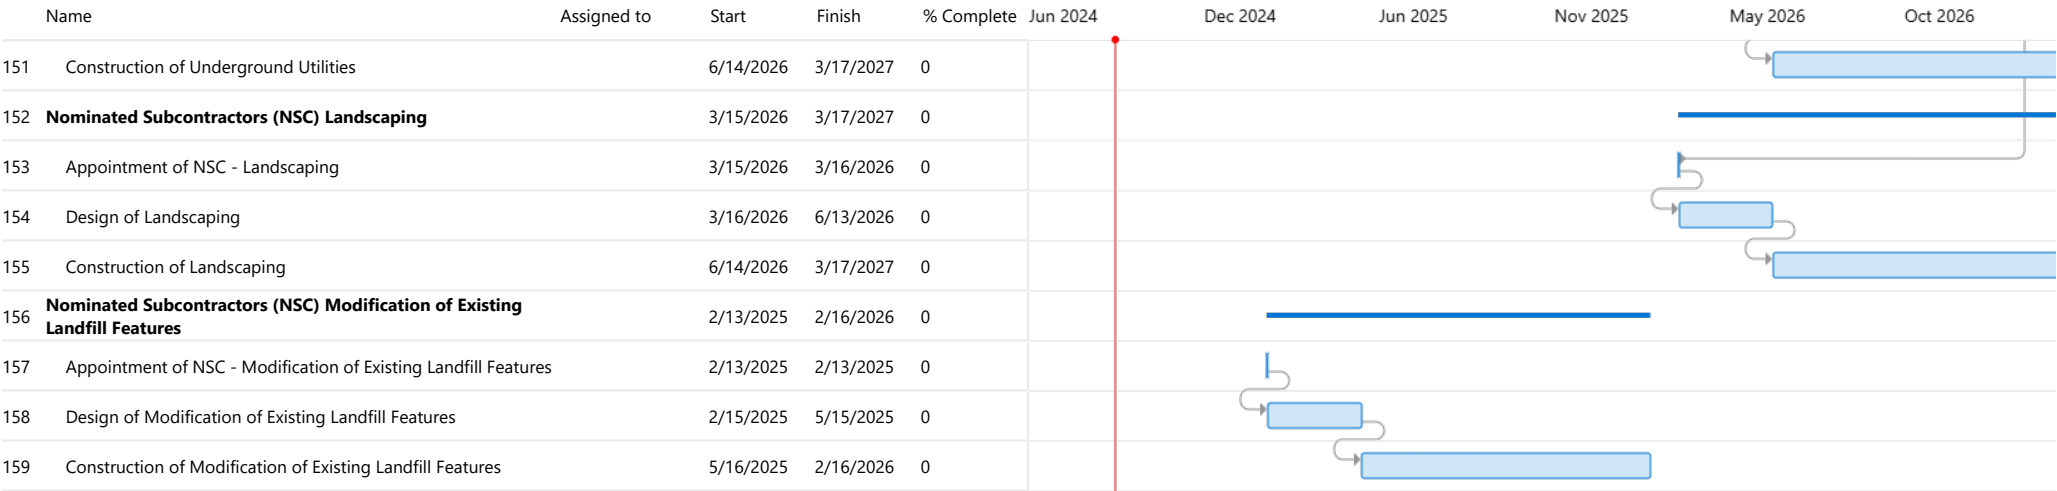 Name Assigned to Start Finish % Complete Jun 2024 Dec 2024 Jun 2025 Nov 2025 May 2026 Oct 2026
151 Construction of Underground Utilities 6/14/2026 3/17/2027 0
152 Nominated Subcontractors (NSC) Landscaping 3/15/2026 3/17/2027 0
153 Appointment of NSC - Landscaping 3/15/2026 3/16/2026 0
154 Design of Landscaping 3/16/2026 6/13/2026 0
155 Construction of Landscaping 6/14/2026 3/17/2027 0
156 Nominated Subcontractors (NSC) Modification of Existing
Landfill Features 2/13/2025 2/16/2026 0
157 Appointment of NSC - Modification of Existing Landfill Features 2/13/2025 2/13/2025 0
158 Design of Modification of Existing Landfill Features 2/15/2025 5/15/2025 0
159 Construction of Modification of Existing Landfill Features 5/16/2025 2/16/2026 0